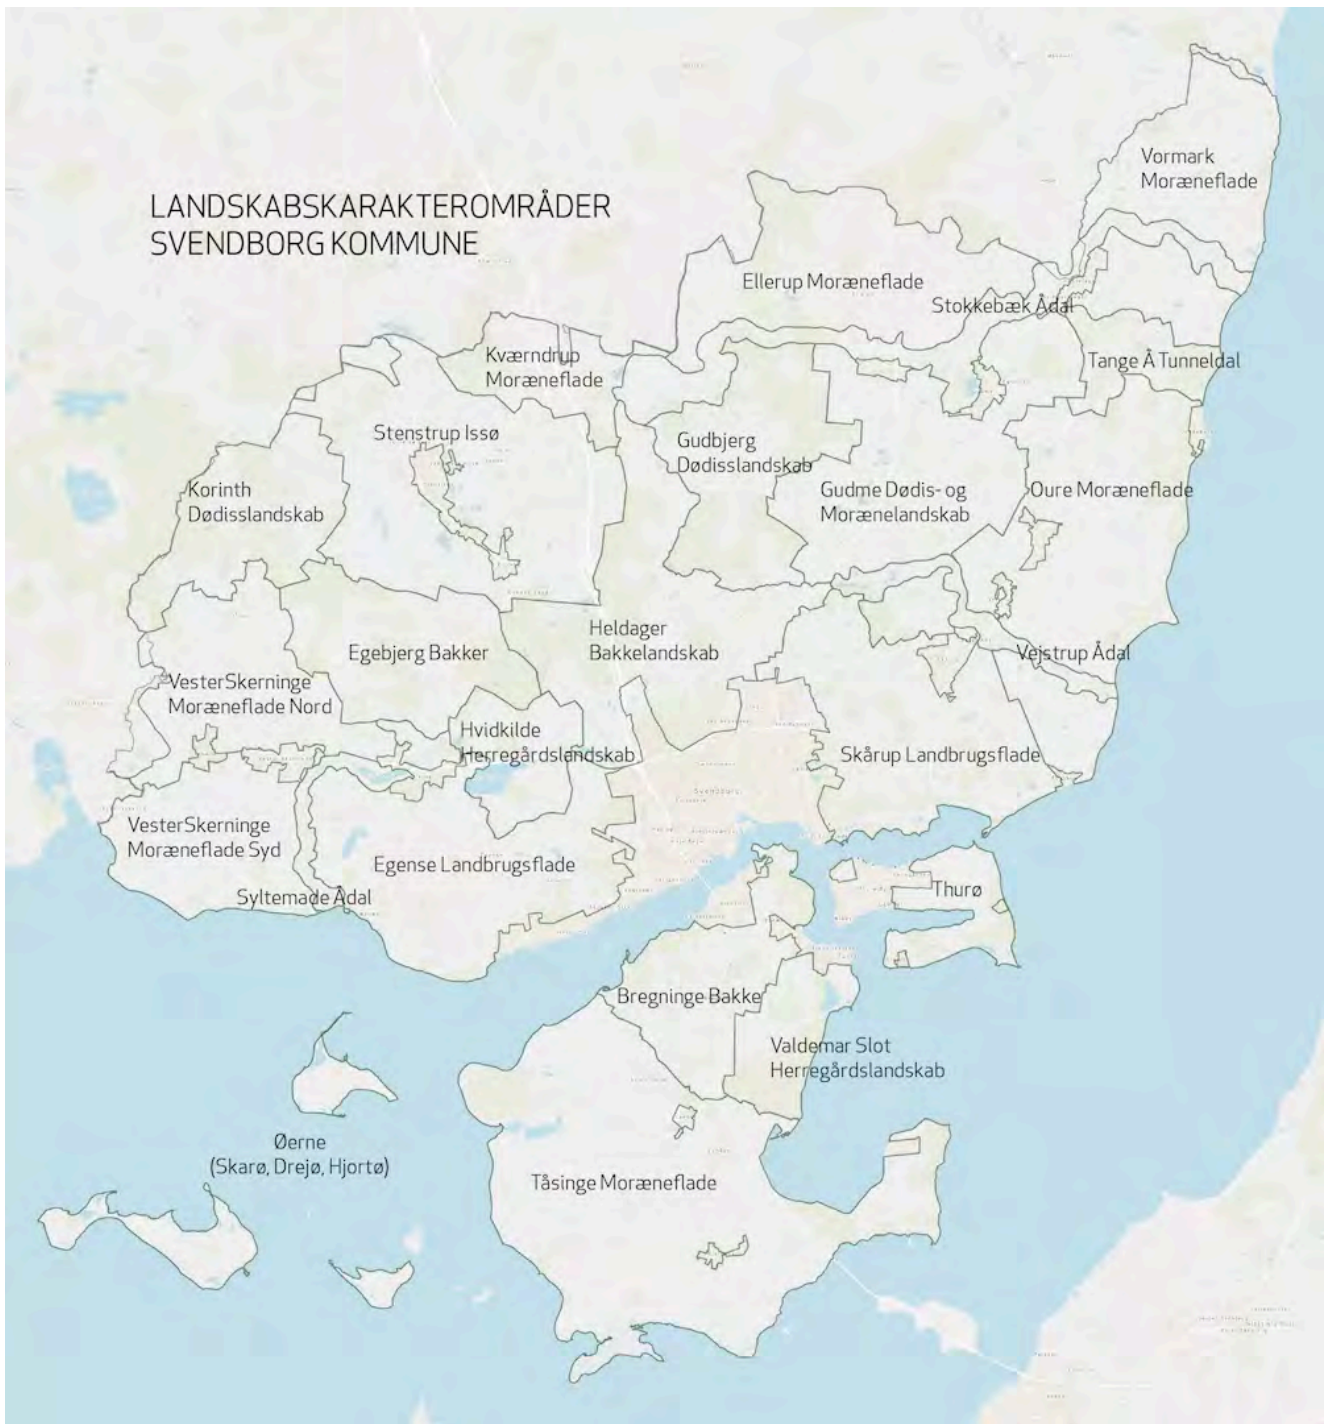 LANDSKABSKARAKTEROMRÅDER
SVENDBORG KOMMUNE
Vormark
Moræneflade
Ellerup Moræneflade
Stokkebæk Ådal
Kværndrup
Moræneflade
Tange Å Tunneldal
Stenstrup Issø
Gudbjerg
Dødisslandskab
Korinth
Dødisslandskab
Gudme Dødis- og
Morænelandskab
Oure Moræneflade
Heldager
Bakkelandskab
Egebjerg Bakker
Vejstrup Ådal
VesterSkerninge
Moræneflade Nord
Hvidkilde
Herregårdslandskab
Skårup Landbrugsflade
Svendborg
VesterSkerninge
Moræneflade Syd
Egense Landbrugsflade
Syltemade Ådal
Thurø
Bregninge Bakke
Valdemar Slot
Herregårdslandskab
Øerne
(Skarø, Drejø, Hjortø)
Tåsinge Moræneflade